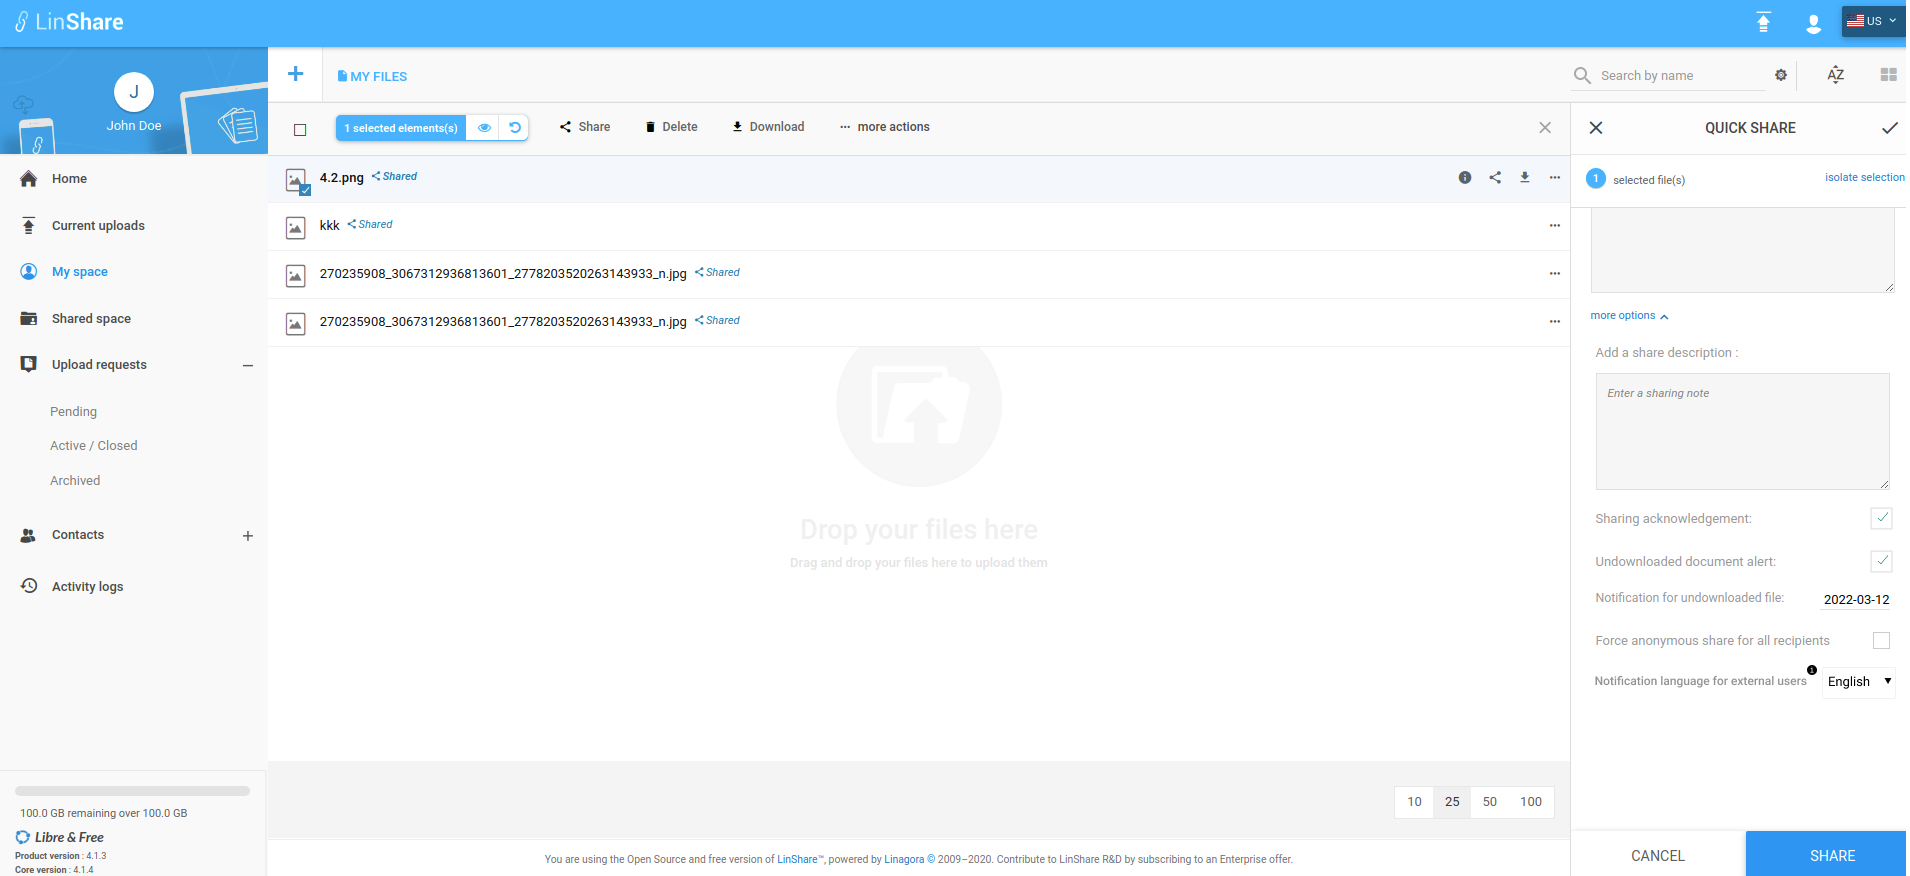 LinShare
US
J
John Doe
MY FILES
Search by name
AZ
1 selected elements(s)
Share
Delete
Download
more actions
QUICK SHARE
1 selected file(s)
isolate selection
Home
Current uploads
My space
Shared space
Upload requests
Pending
Active / Closed
Archived
Contacts
Activity logs
4.2.png Shared
kkk Shared
270235908_3067312936813601_2778203520263143933_n.jpg Shared
270235908_3067312936813601_2778203520263143933_n.jpg Shared
Drop your files here
Drag and drop your files here to upload them
more options
Add a share description :
Enter a sharing note
Sharing acknowledgement:
Undownloaded document alert:
Notification for undownloaded file: 2022-03-12
Force anonymous share for all recipients
Notification language for external users English
10 25 50 100
100.0 GB remaining over 100.0 GB
Libre & Free
Product version : 4.1.3
Core version : 4.1.4
You are using the Open Source and free version of LinShare™, powered by Linagora © 2009–2020. Contribute to LinShare R&D by subscribing to an Enterprise offer.
CANCEL
SHARE